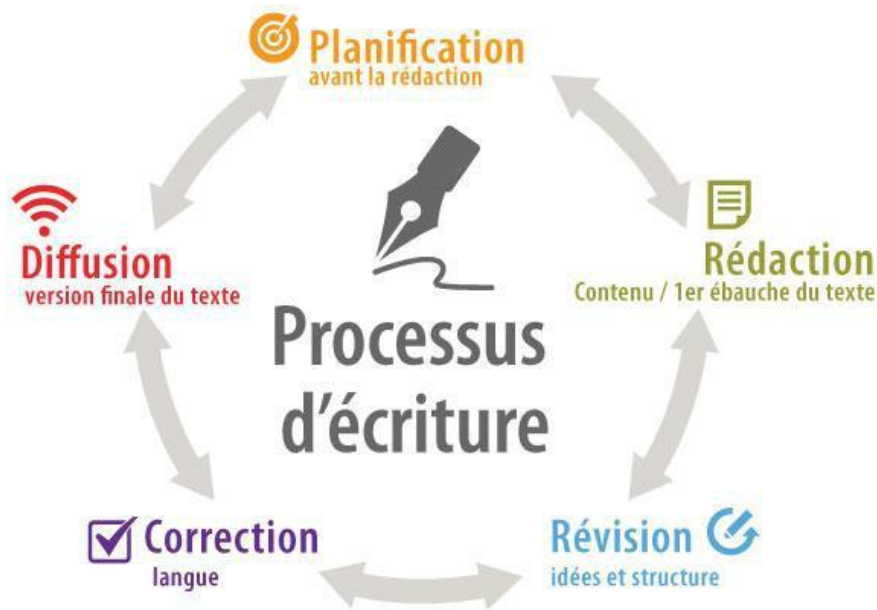 Planification
avant la rédaction
Rédaction
Contenu / 1er ébauche du texte
Révision
idées et structure
Correction
langue
Diffusion
version finale du texte
Processus
d'écriture